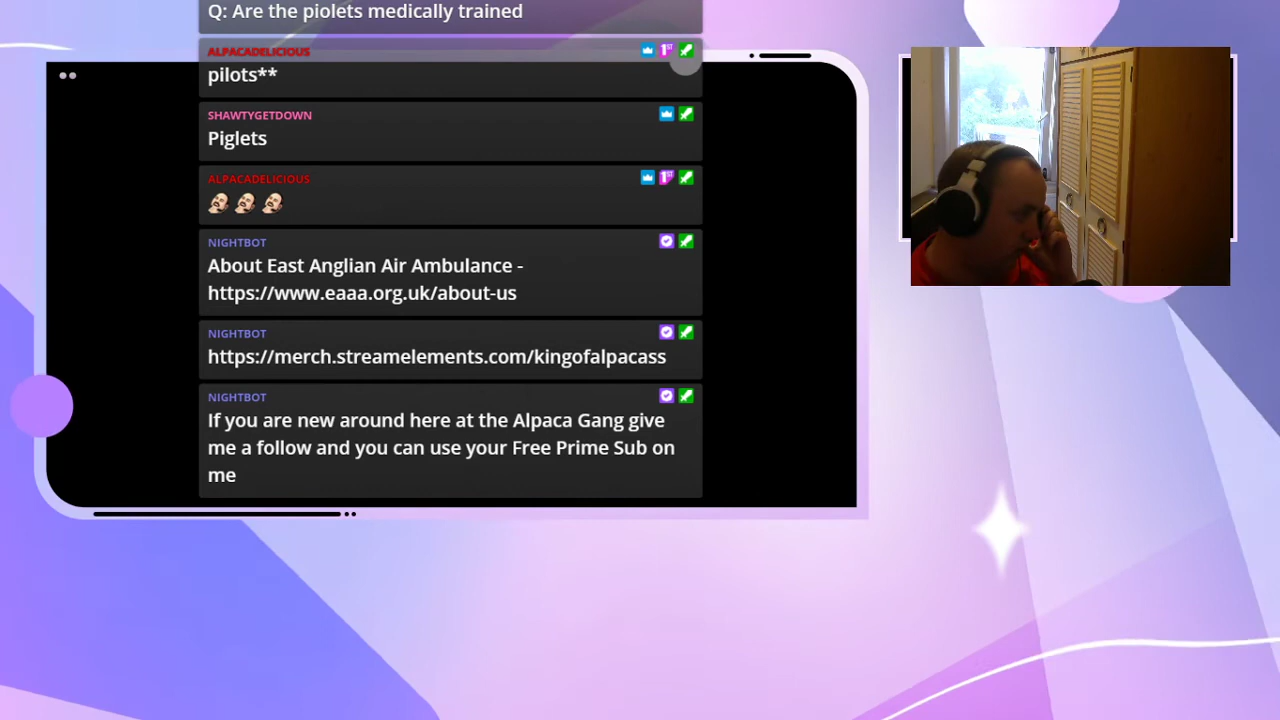 Q: Are the piolets medically trained
ALPACADELICIOUS
pilots**
SHAWTYGETDOWN
Piglets
ALPACADELICIOUS
NIGHTBOT
About East Anglian Air Ambulance -
https://www.eaaa.org.uk/about-us
NIGHTBOT
https://merch.streamelements.com/kingofalpacass
NIGHTBOT
If you are new around here at the Alpaca Gang give
me a follow and you can use your Free Prime Sub on
me